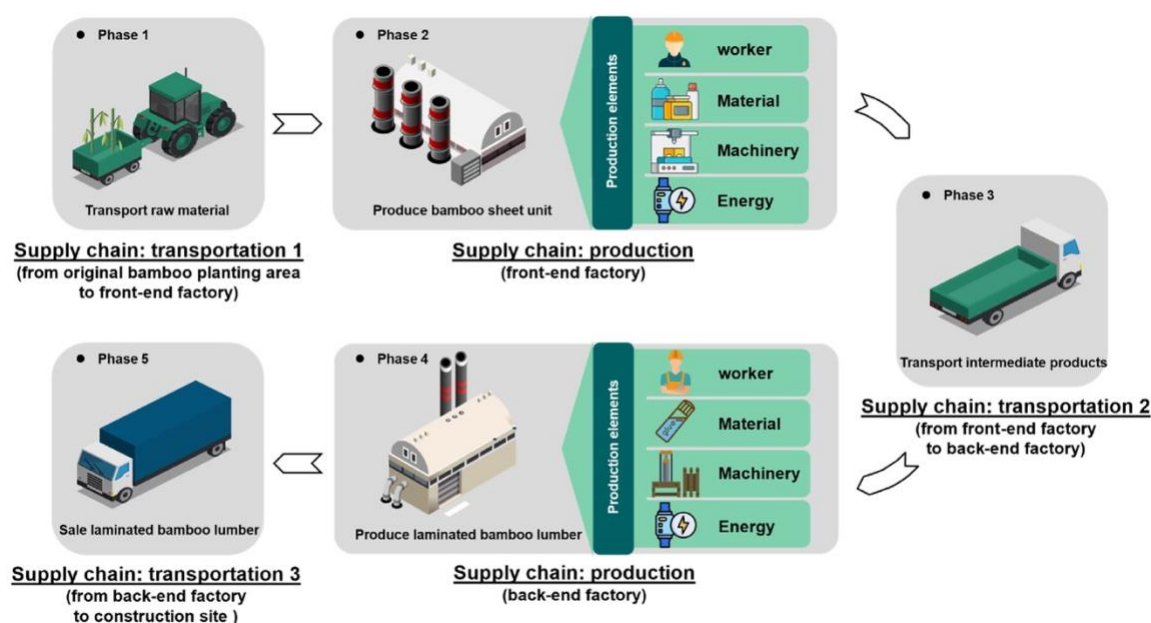 ● Phase 1
Transport raw material
Supply chain: transportation 1
(from original bamboo planting area
to front-end factory)
● Phase 2
Produce bamboo sheet unit
Production elements
worker
Material
Machinery
Energy
Supply chain: production
(front-end factory)
● Phase 3
Transport intermediate products
Supply chain: transportation 2
(from front-end factory
to back-end factory)
● Phase 4
Produce laminated bamboo lumber
Production elements
worker
glue
Material
Machinery
Energy
Supply chain: production
(back-end factory)
● Phase 5
Sale laminated bamboo lumber
Supply chain: transportation 3
(from back-end factory
to construction site )